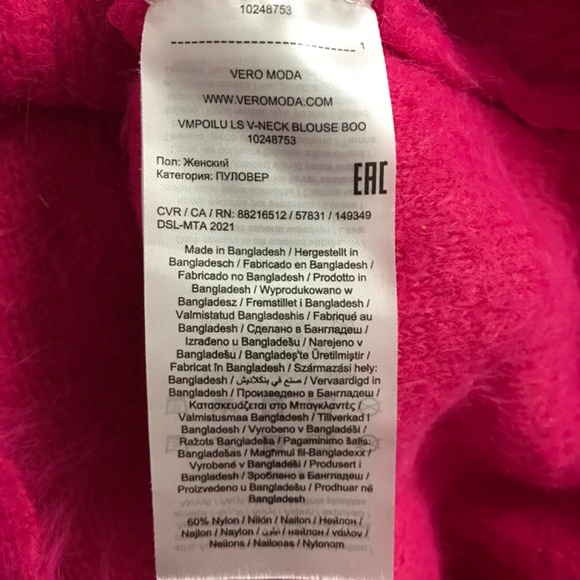 10248753
1
VERO MODA
WWW.VEROMODA.COM
VMPOILU LS V-NECK BLOUSE BOO
10248753
Пол: Женский
Категория: ПУЛОВЕР
EAC
CVR / CA / RN: 88216512 / 57831 / 149349
DSL-MTA 2021
Made in Bangladesh / Hergestellt in
Bangladesch / Fabricado en Bangladesh /
Fabricado no Bangladesh / Prodotto in
Bangladesh / Wyprodukowano w
Bangladesz / Fremstillet i Bangladesh /
Valmistatud Bangladeshis / Fabriqué au
Bangladesh / Сделано в Бангладеш /
Izrađeno u Bangladešu / Narejeno v
Bangladešu / Bangladeş'te Üretilmiştir /
Fabricat în Bangladesh / Származási hely:
Bangladesh / صنع في بنكلاديش / Vervaardigd in
Bangladesh / Произведено в Бангладеш /
Κατασκευάζεται στο Μπαγκλαντές /
Valmistusmaa Bangladesh / Tillverkad i
Bangladesh / Vyrobeno v Bangladéši /
Ražots Bangladeša / Pagaminimo šalis:
Bangladešas / Magħmul fil-Bangladexx /
Vyrobené v Bangladéši / Produsert i
Bangladesh / Зроблено в Бангладеш /
Proizvedeno u Bangladešu / Prodhuar në
Bangladesh
60% Nylon / Nilón / Nailon / Нейлон /
Najlon / Naylon / نيلون / найлон / νάιλον /
Neilons / Nailonas / Nylonom